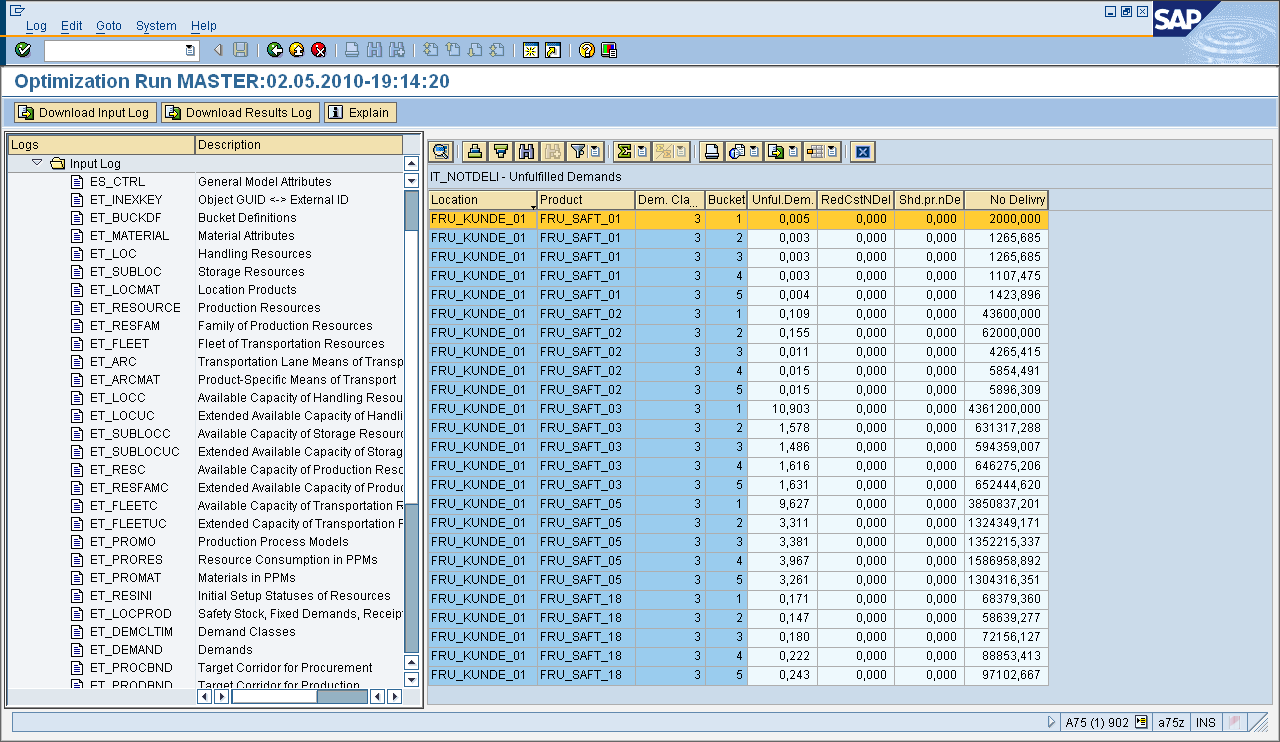 Log Edit Goto System Help
SAP
Optimization Run MASTER:02.05.2010-19:14:20
Download Input Log Download Results Log Explain
Logs Description
Input Log
ES_CTRL General Model Attributes
ET_INEXKEY Object GUID <-> External ID
ET_BUCKDF Bucket Definitions
ET_MATERIAL Material Attributes
ET_LOC Handling Resources
ET_SUBLOC Storage Resources
ET_LOCMAT Location Products
ET_RESOURCE Production Resources
ET_RESFAM Family of Production Resources
ET_FLEET Fleet of Transportation Resources
ET_ARC Transportation Lane Means of Transp
ET_ARCMAT Product-Specific Means of Transport
ET_LOCC Available Capacity of Handling Resou
ET_LOCUC Extended Available Capacity of Handli
ET_SUBLOCC Available Capacity of Storage Resourc
ET_SUBLOCUC Extended Available Capacity of Storag
ET_RESC Available Capacity of Production Reso
ET_RESFAMC Extended Available Capacity of Produc
ET_FLEETC Available Capacity of Transportation R
ET_FLEETUC Extended Capacity of Transportation F
ET_PROMO Production Process Models
ET_PRORES Resource Consumption in PPMs
ET_PROMAT Materials in PPMs
ET_RESINI Initial Setup Statuses of Resources
ET_LOCPROD Safety Stock, Fixed Demands, Receipt
ET_DEMCLTIM Demand Classes
ET_DEMAND Demands
ET_PROCBND Target Corridor for Procurement
ET_PRODBND Target Corridor for Production
IT_NOTDELI - Unfulfilled Demands
Location Product Dem. Cla... Bucket Unful.Dem. RedCstNDel Shd.pr.nDe No Delivry
FRU_KUNDE_01 FRU_SAFT_01 3 1 0,005 0,000 0,000 2000,000
FRU_KUNDE_01 FRU_SAFT_01 3 2 0,003 0,000 0,000 1265,685
FRU_KUNDE_01 FRU_SAFT_01 3 3 0,003 0,000 0,000 1265,685
FRU_KUNDE_01 FRU_SAFT_01 3 4 0,003 0,000 0,000 1107,475
FRU_KUNDE_01 FRU_SAFT_01 3 5 0,004 0,000 0,000 1423,896
FRU_KUNDE_01 FRU_SAFT_02 3 1 0,109 0,000 0,000 43600,000
FRU_KUNDE_01 FRU_SAFT_02 3 2 0,155 0,000 0,000 62000,000
FRU_KUNDE_01 FRU_SAFT_02 3 3 0,011 0,000 0,000 4265,415
FRU_KUNDE_01 FRU_SAFT_02 3 4 0,015 0,000 0,000 5854,491
FRU_KUNDE_01 FRU_SAFT_02 3 5 0,015 0,000 0,000 5896,309
FRU_KUNDE_01 FRU_SAFT_03 3 1 10,903 0,000 0,000 4361200,000
FRU_KUNDE_01 FRU_SAFT_03 3 2 1,578 0,000 0,000 631317,288
FRU_KUNDE_01 FRU_SAFT_03 3 3 1,486 0,000 0,000 594359,007
FRU_KUNDE_01 FRU_SAFT_03 3 4 1,616 0,000 0,000 646275,206
FRU_KUNDE_01 FRU_SAFT_03 3 5 1,631 0,000 0,000 652444,620
FRU_KUNDE_01 FRU_SAFT_05 3 1 9,627 0,000 0,000 3850837,201
FRU_KUNDE_01 FRU_SAFT_05 3 2 3,311 0,000 0,000 1324349,171
FRU_KUNDE_01 FRU_SAFT_05 3 3 3,381 0,000 0,000 1352215,337
FRU_KUNDE_01 FRU_SAFT_05 3 4 3,967 0,000 0,000 1586958,892
FRU_KUNDE_01 FRU_SAFT_05 3 5 3,261 0,000 0,000 1304316,351
FRU_KUNDE_01 FRU_SAFT_18 3 1 0,171 0,000 0,000 68379,360
FRU_KUNDE_01 FRU_SAFT_18 3 2 0,147 0,000 0,000 58639,277
FRU_KUNDE_01 FRU_SAFT_18 3 3 0,180 0,000 0,000 72156,127
FRU_KUNDE_01 FRU_SAFT_18 3 4 0,222 0,000 0,000 88853,413
FRU_KUNDE_01 FRU_SAFT_18 3 5 0,243 0,000 0,000 97102,667
A75 (1) 902 a75z INS